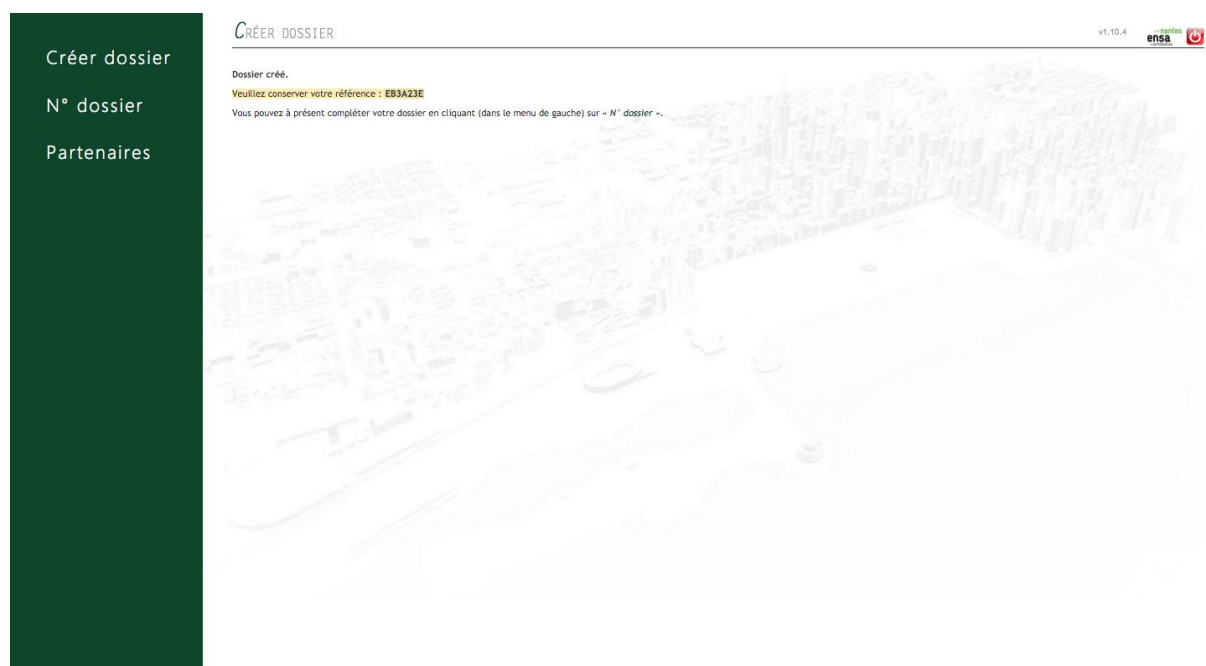 Créer dossier
N° dossier
Partenaires
CRÉER DOSSIER
v1.10.4
nantes
ensa
Dossier créé.
Veuillez conserver votre référence : EB3A23E
Vous pouvez à présent compléter votre dossier en cliquant (dans le menu de gauche) sur « N° dossier ».